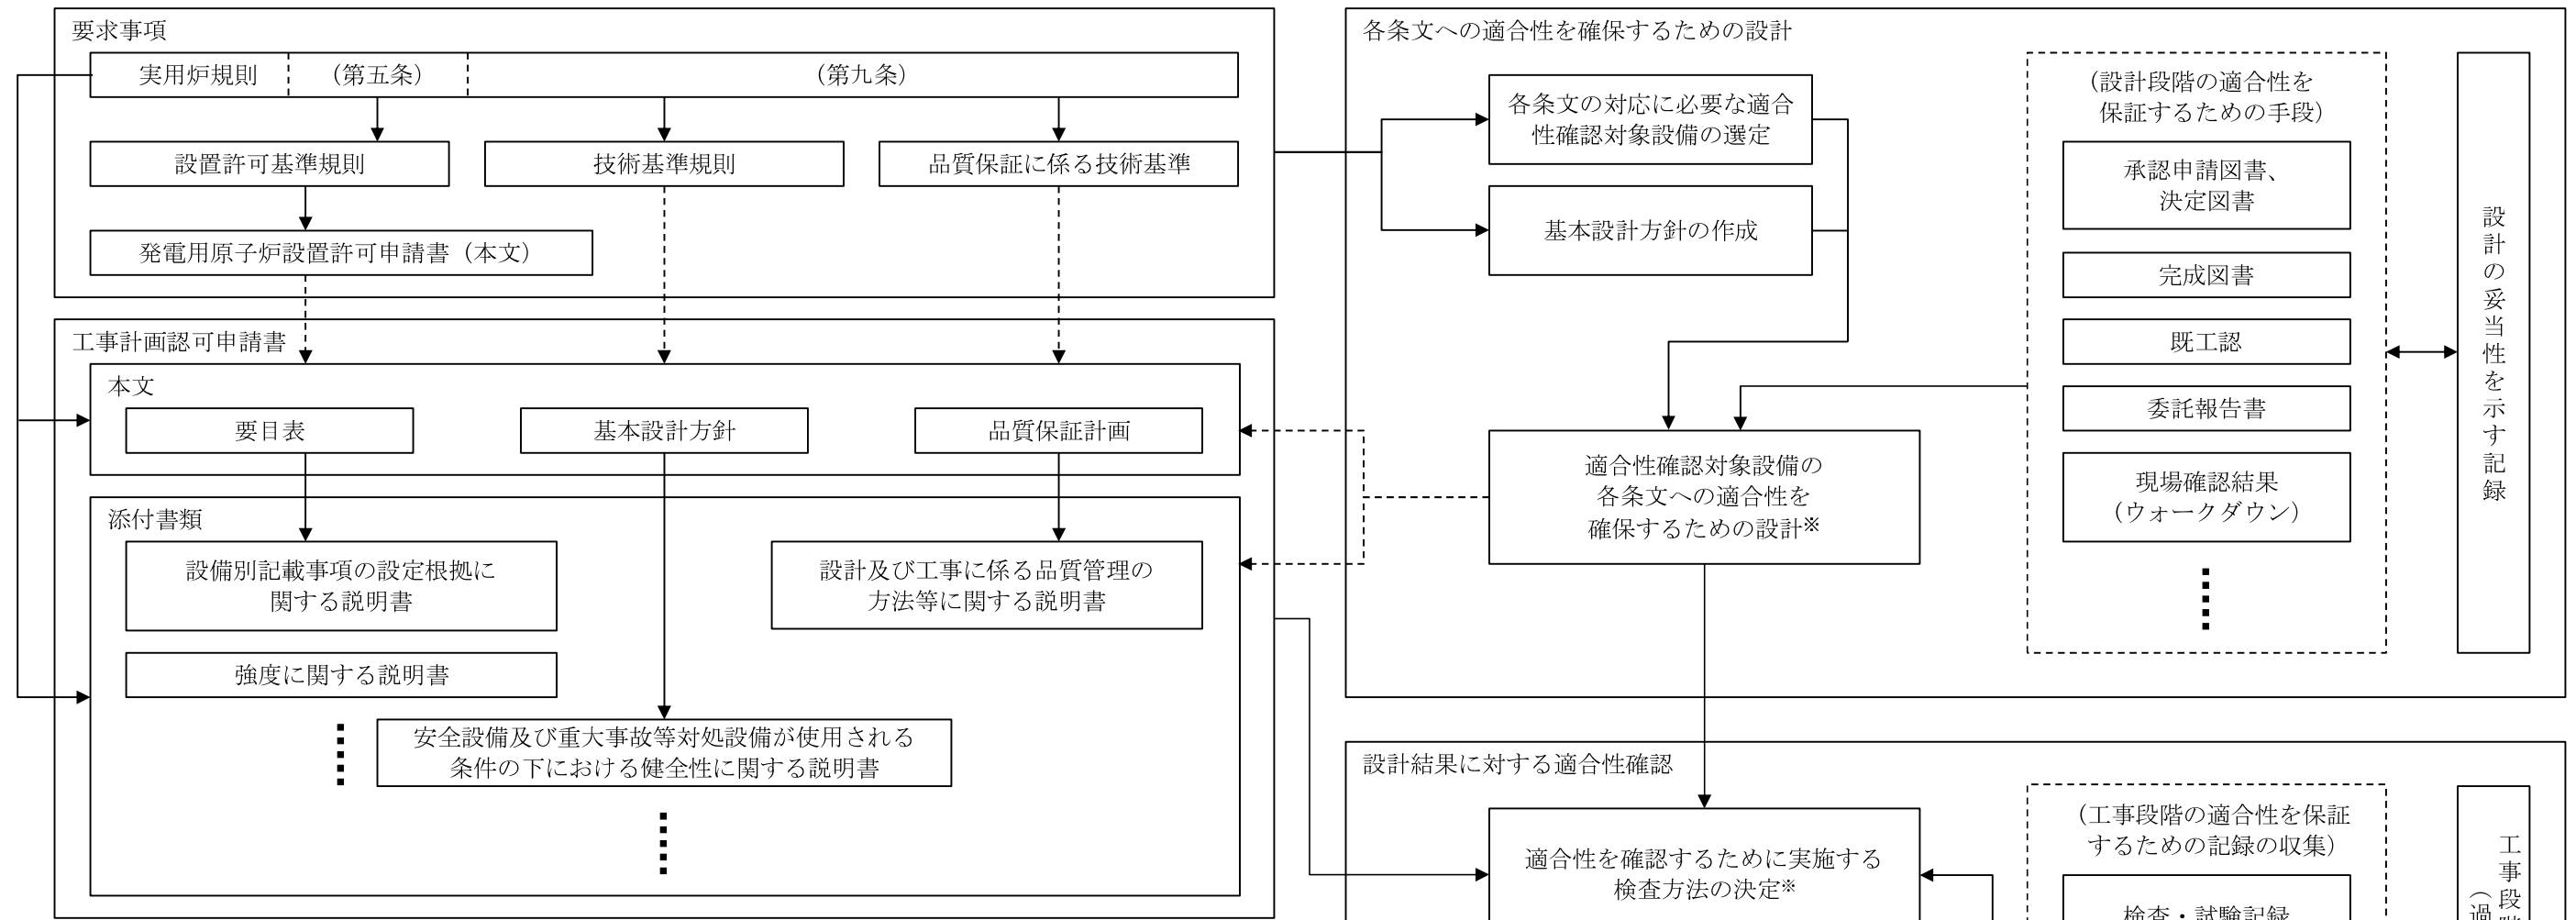 要求事項
実用炉規則
（第五条）
（第九条）
設置許可基準規則
技術基準規則
品質保証に係る技術基準
発電用原子炉設置許可申請書（本文）
工事計画認可申請書
本文
要目表
基本設計方針
品質保証計画
添付書類
設備別記載事項の設定根拠に
関する説明書
設計及び工事に係る品質管理の
方法等に関する説明書
強度に関する説明書
安全設備及び重大事故等対処設備が使用される
条件の下における健全性に関する説明書
各条文への適合性を確保するための設計
各条文の対応に必要な適合
性確認対象設備の選定
基本設計方針の作成
適合性確認対象設備の
各条文への適合性を
確保するための設計※
（設計段階の適合性を
保証するための手段）
承認申請図書、
決定図書
完成図書
既工認
委託報告書
現場確認結果
（ウォークダウン）
設計の妥当性を示す記録
設計結果に対する適合性確認
適合性を確認するために実施する
検査方法の決定※
（工事段階の適合性を保証
するための記録の収集）
検査・試験記録
工事段
（過